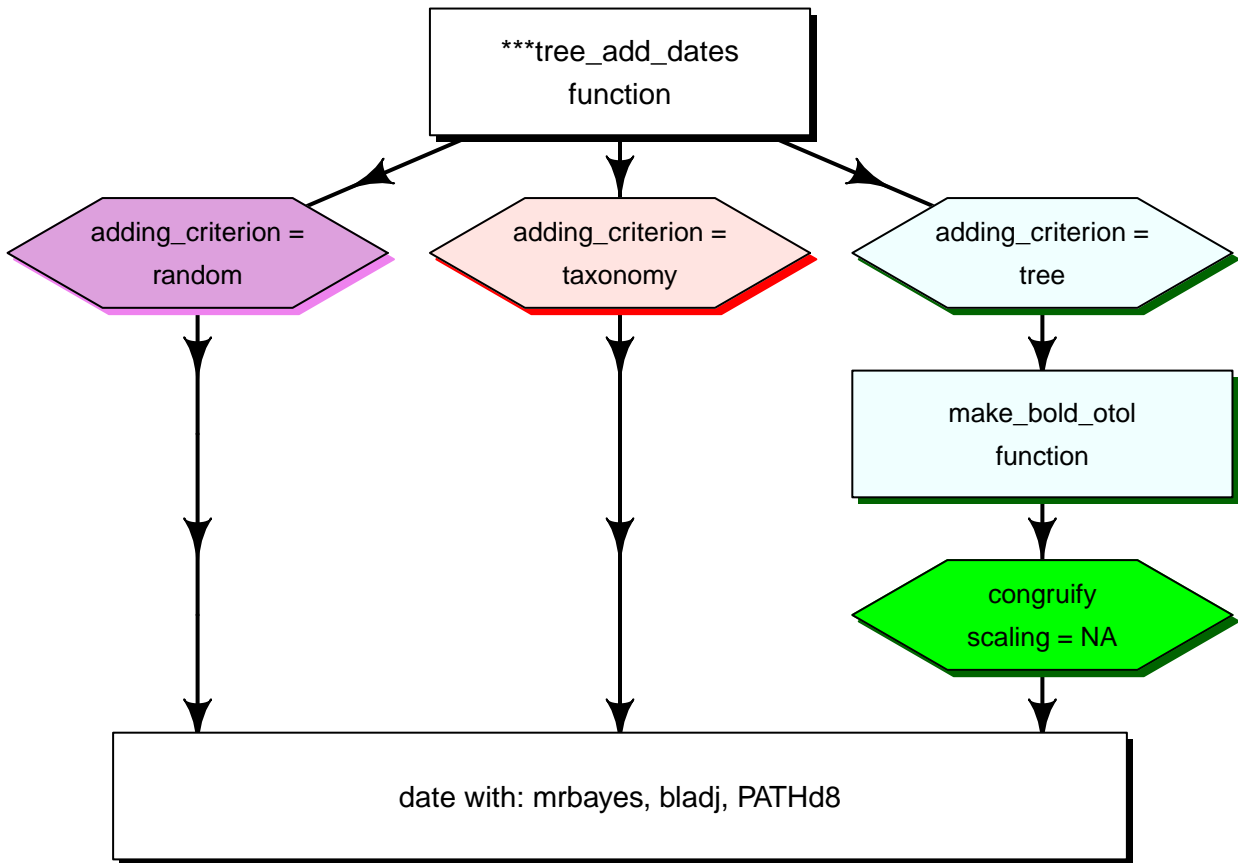 ***tree_add_dates
function
adding_criterion =
random
adding_criterion =
taxonomy
adding_criterion =
tree
make_bold_otol
function
congruify
scaling = NA
date with: mrbayes, bladj, PATHd8